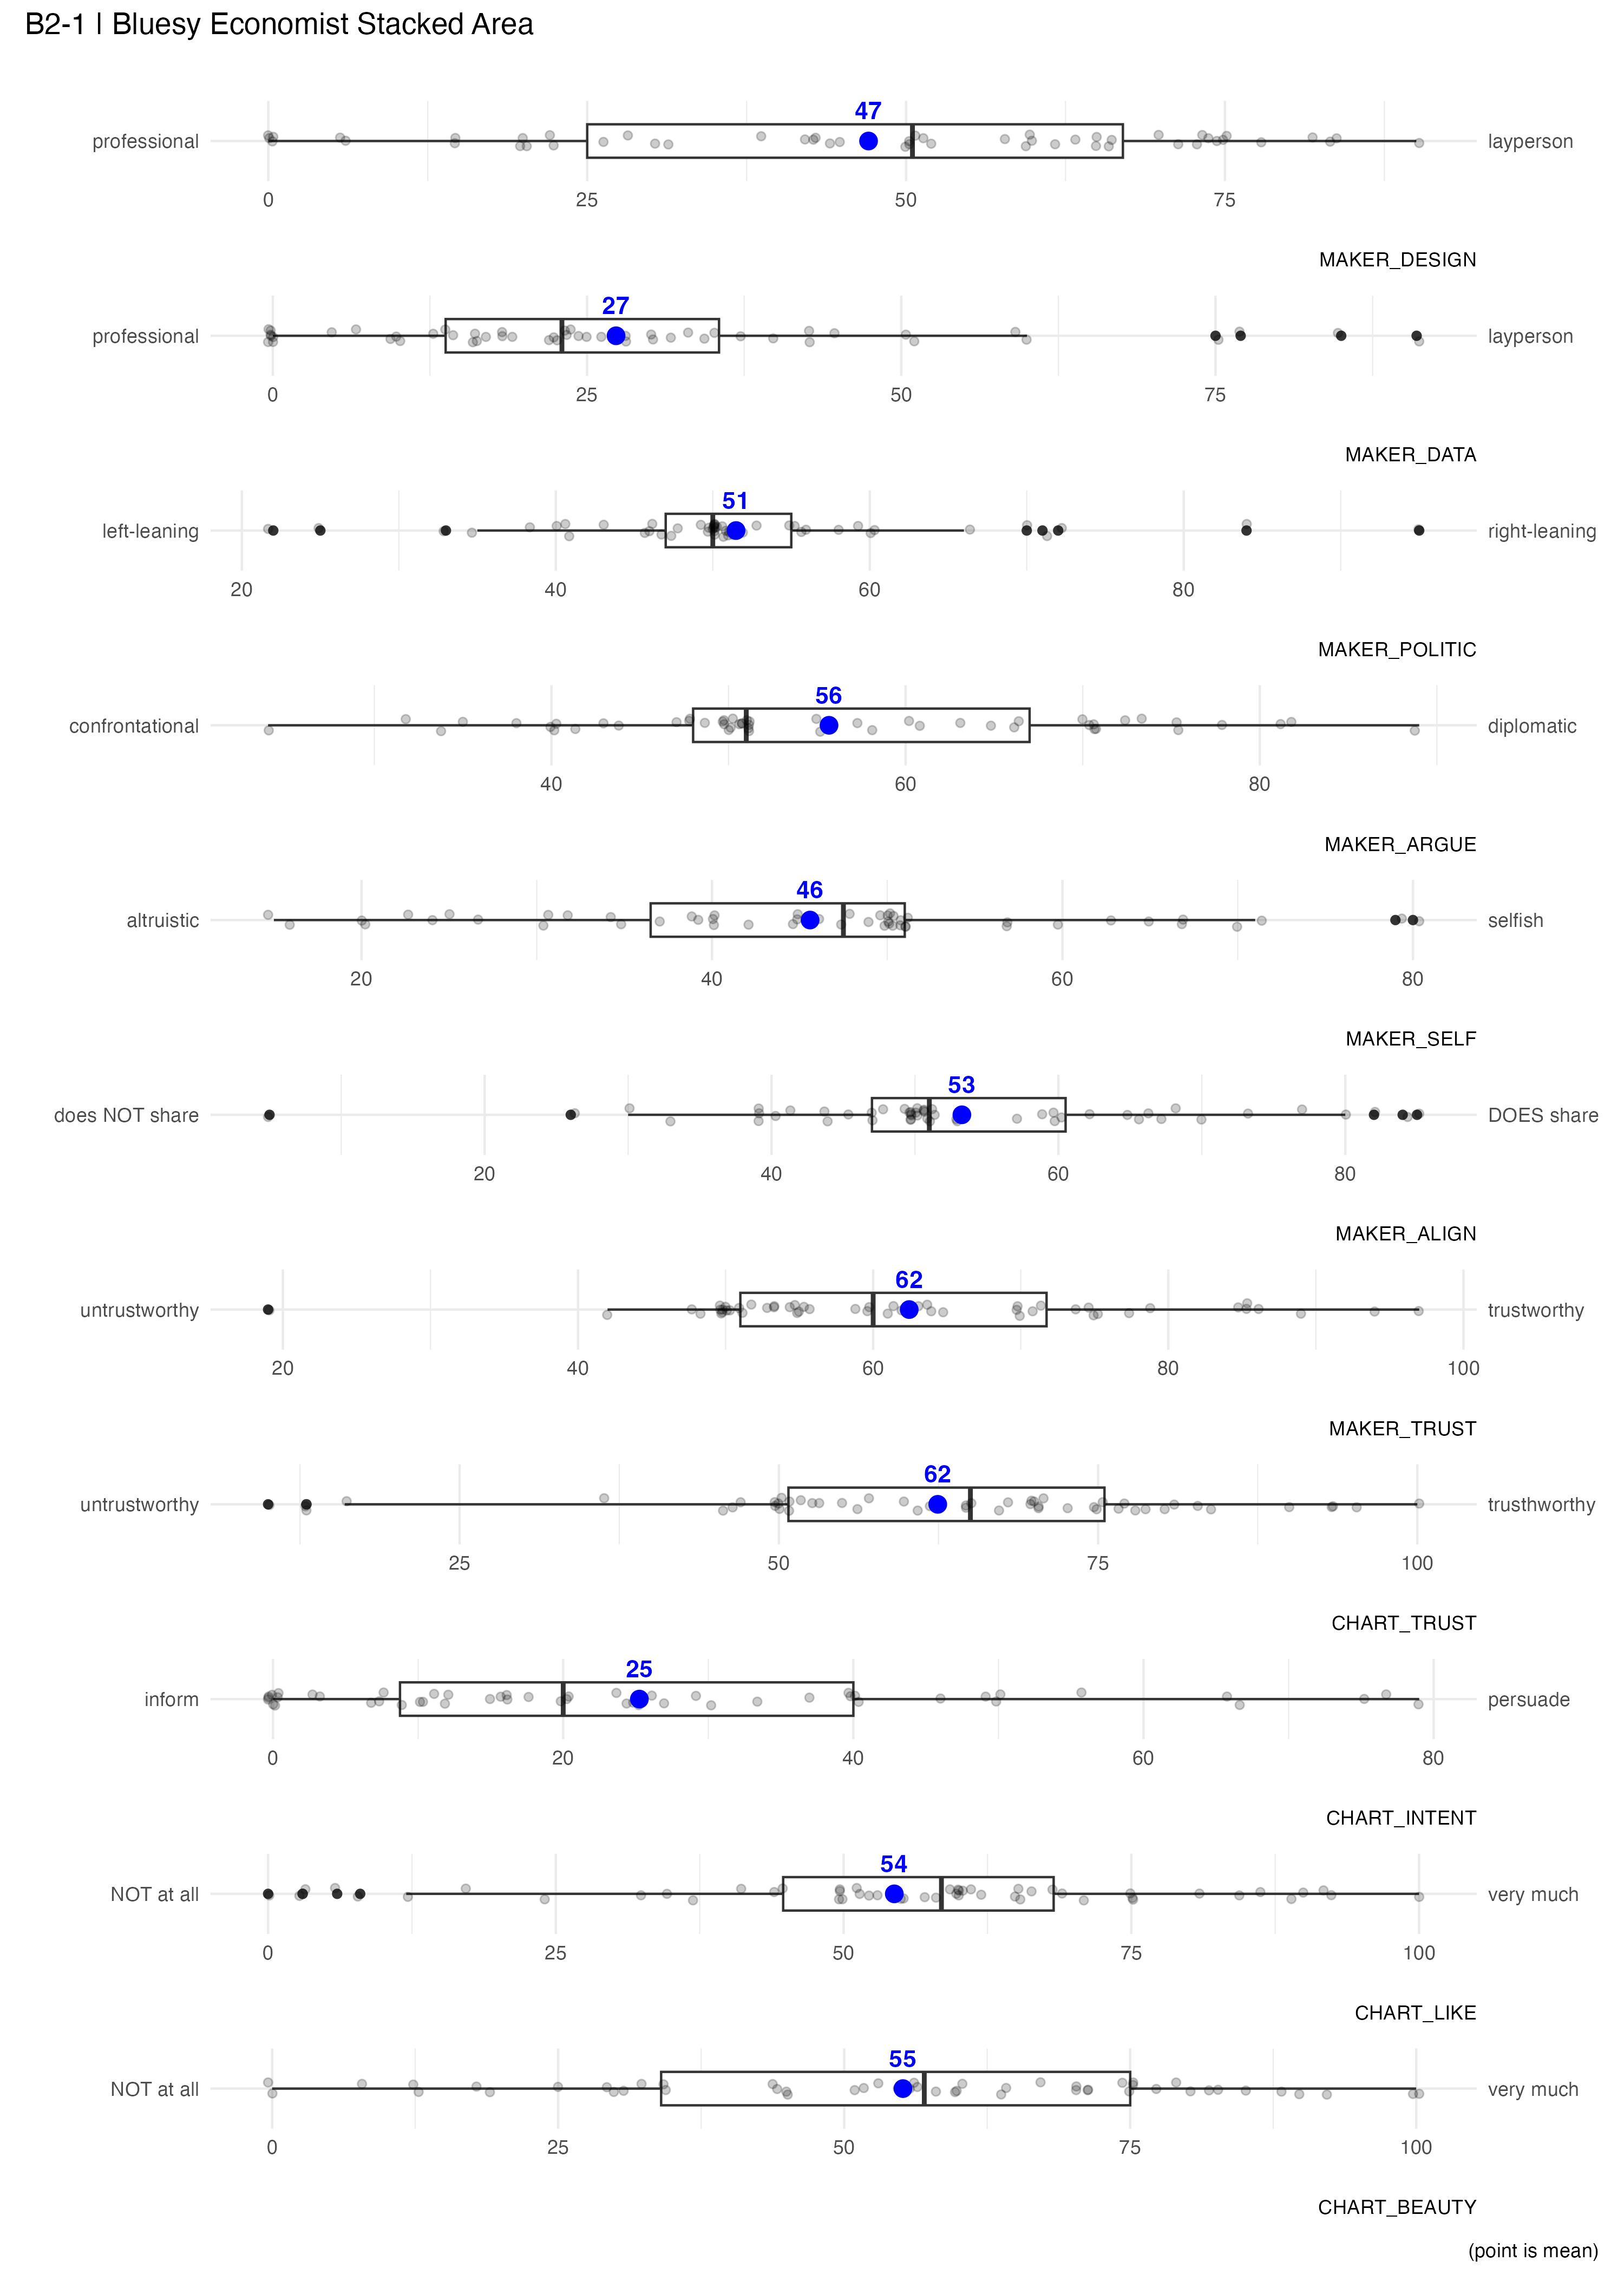 B2-1 | Bluesy Economist Stacked Area
47
professional layperson
0 25 50 75
MAKER_DESIGN
27
professional layperson
0 25 50 75
MAKER_DATA
51
left-leaning right-leaning
20 40 60 80
MAKER_POLITIC
56
confrontational diplomatic
40 60 80
MAKER_ARGUE
46
altruistic selfish
20 40 60 80
MAKER_SELF
53
does NOT share DOES share
20 40 60 80
MAKER_ALIGN
62
untrustworthy trustworthy
20 40 60 80 100
MAKER_TRUST
62
untrustworthy trusthworthy
25 50 75 100
CHART_TRUST
25
inform persuade
0 20 40 60 80
CHART_INTENT
54
NOT at all very much
0 25 50 75 100
CHART_LIKE
55
NOT at all very much
0 25 50 75 100
CHART_BEAUTY
(point is mean)